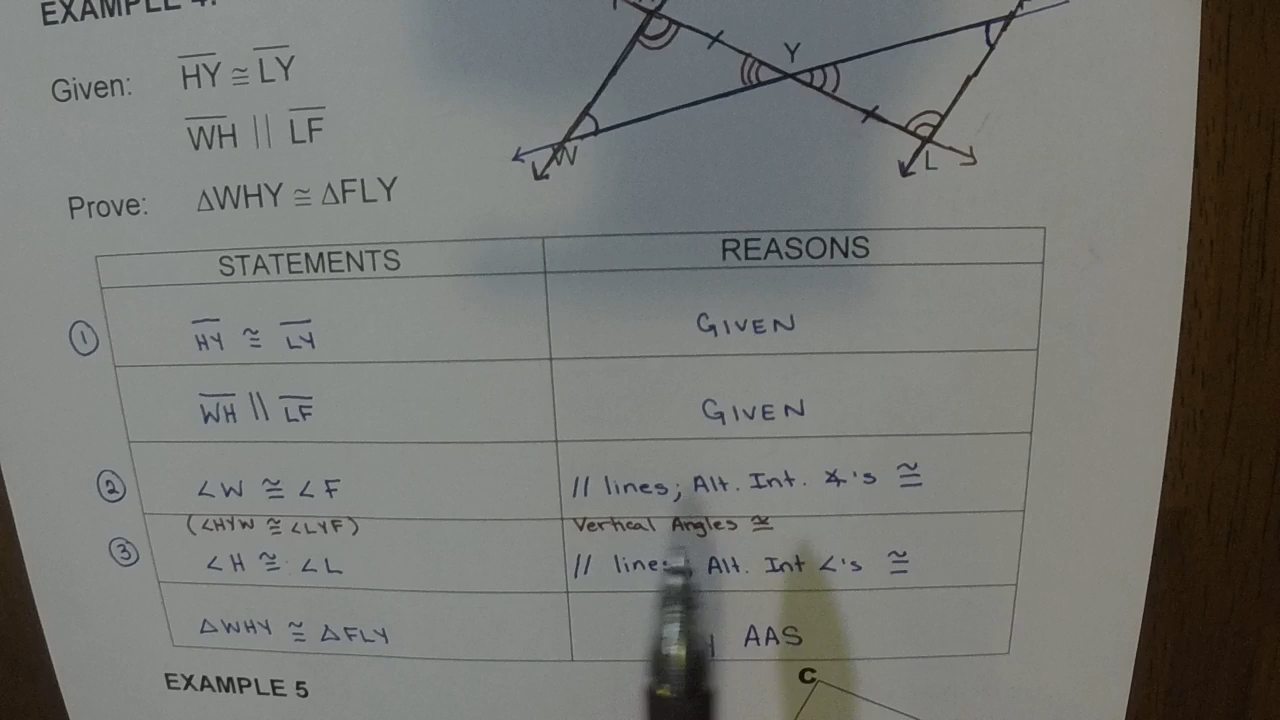 EXAMPLE 4:
Y
Given: HY ≅ LY
WH || LF
W
L
Prove: ΔWHY ≅ ΔFLY
STATEMENTS REASONS
① HY ≅ LY GIVEN
WH || LF GIVEN
② ∠W ≅ ∠F // lines; Alt. Int. ∡'s ≅
(∠HYW ≅ ∠LYF) Vertical Angles ≅
③ ∠H ≅ ∠L // lines; Alt. Int ∠'s ≅
ΔWHY ≅ ΔFLY AAS
EXAMPLE 5
C